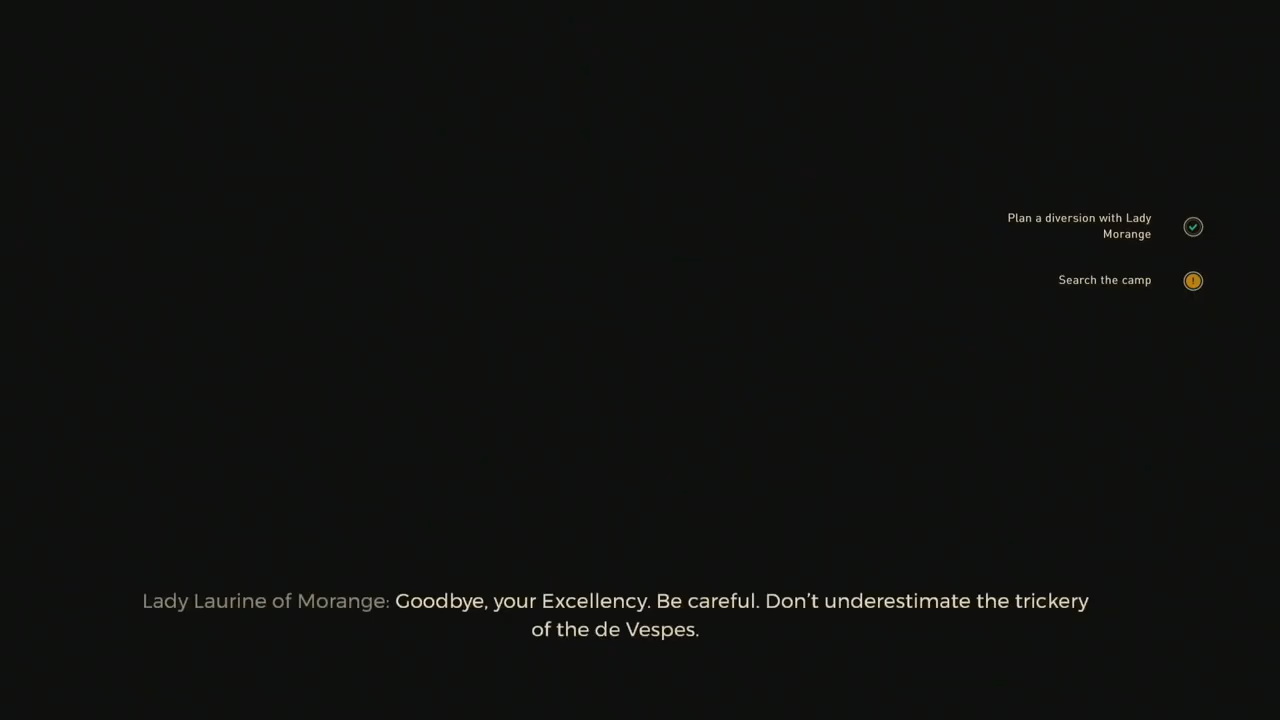 Plan a diversion with Lady
Morange
Search the camp
Lady Laurine of Morange: Goodbye, your Excellency. Be careful. Don't underestimate the trickery
of the de Vespes.